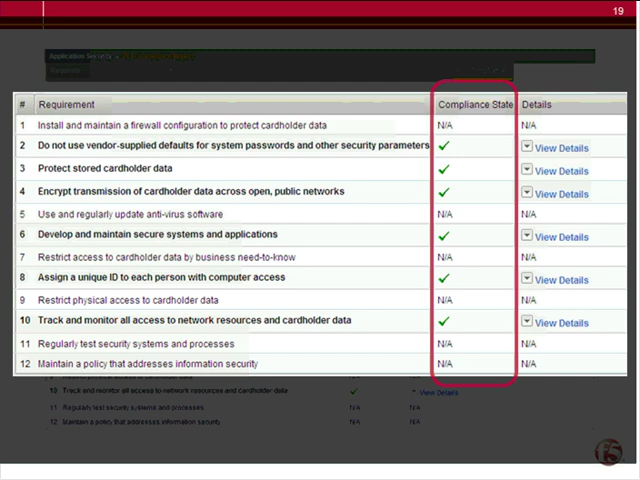 19
Application Security
# Requirement Compliance State Details
1 Install and maintain a firewall configuration to protect cardholder data N/A N/A
2 Do not use vendor-supplied defaults for system passwords and other security parameters View Details
3 Protect stored cardholder data View Details
4 Encrypt transmission of cardholder data across open, public networks View Details
5 Use and regularly update anti-virus software N/A N/A
6 Develop and maintain secure systems and applications View Details
7 Restrict access to cardholder data by business need-to-know N/A N/A
8 Assign a unique ID to each person with computer access View Details
9 Restrict physical access to cardholder data N/A N/A
10 Track and monitor all access to network resources and cardholder data View Details
11 Regularly test security systems and processes N/A N/A
12 Maintain a policy that addresses information security N/A N/A
10 Track and monitor all access to network resources and cardholder data View Details
11 Regularly test security systems and processes N/A N/A
12 Maintain a policy that addresses information security N/A N/A
f5